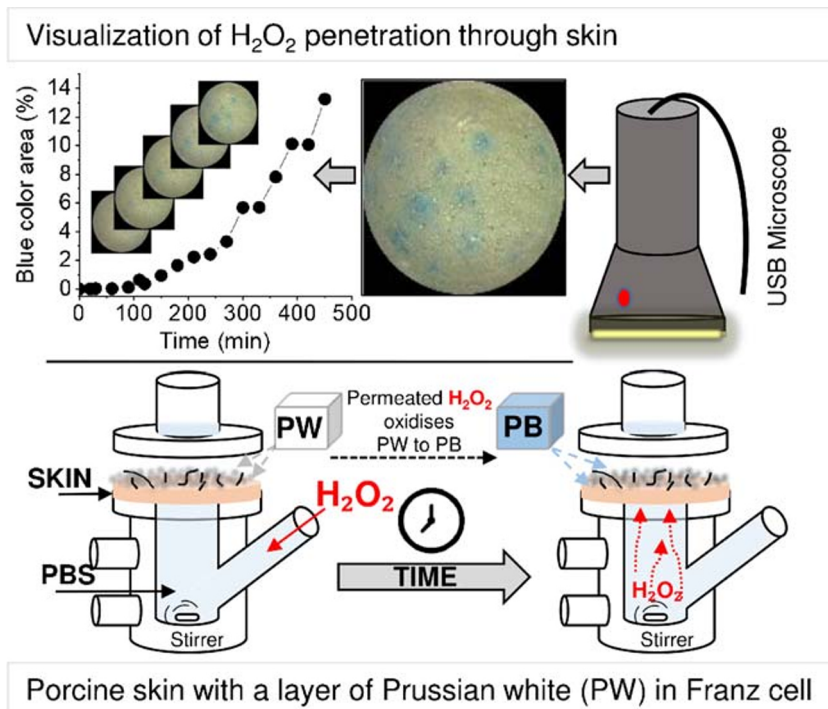 Visualization of H₂O₂ penetration through skin
Blue color area (%)
14
12
10
8
6
4
2
0
0 100 200 300 400 500
Time (min)
USB Microscope
PW
Permeated H₂O₂
oxidises
PW to PB
PB
SKIN
H₂O₂
PBS
TIME
H₂O₂
Stirrer
Stirrer
Porcine skin with a layer of Prussian white (PW) in Franz cell